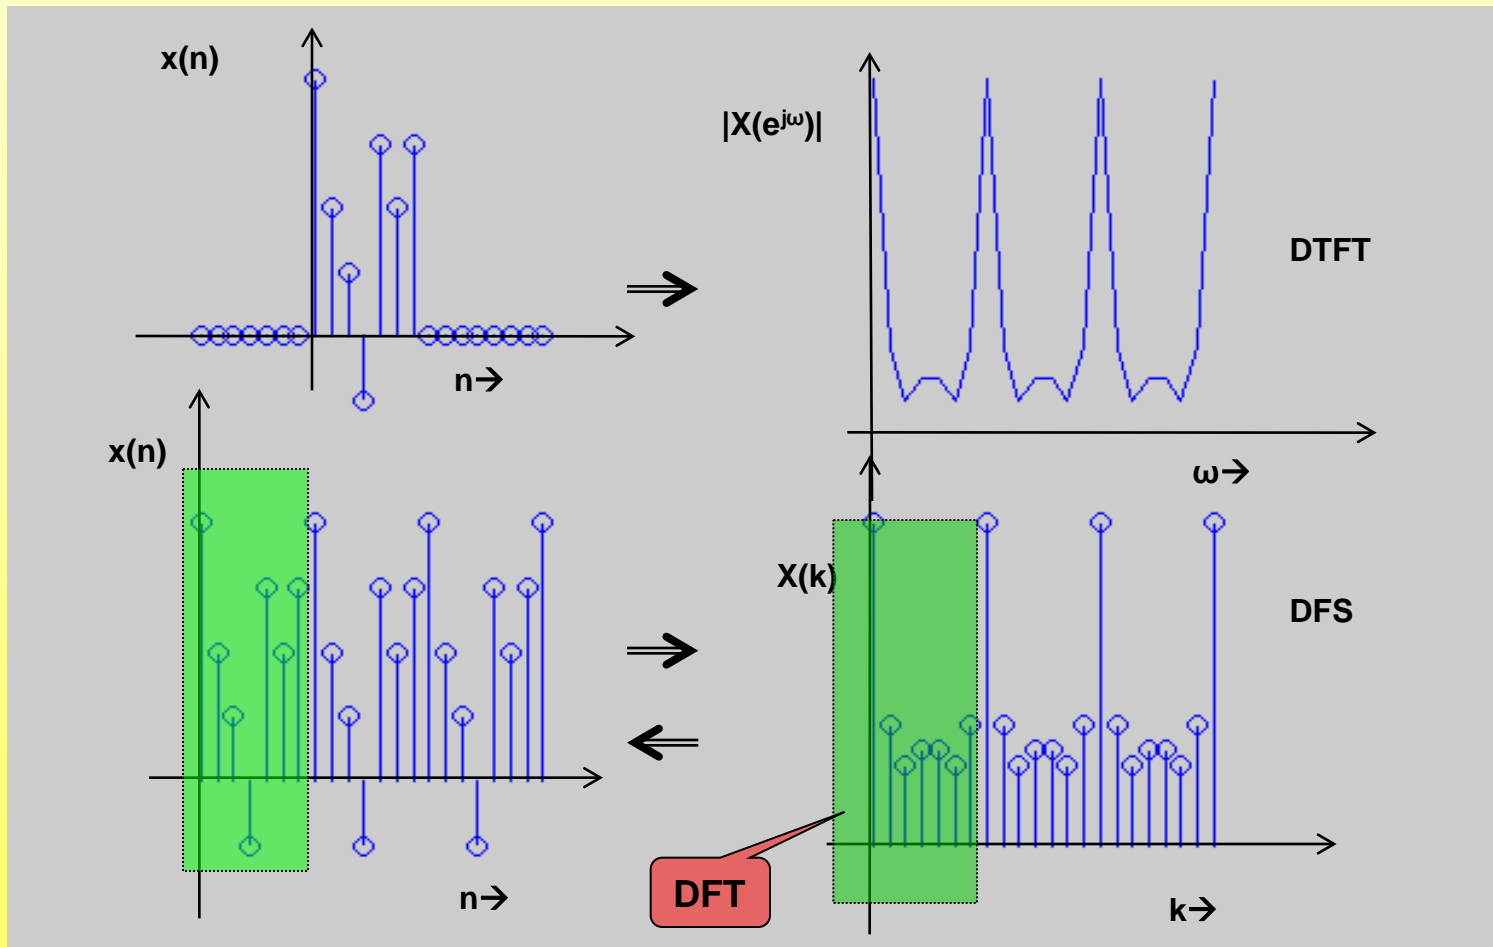 x(n)
|X(e^jω)|
DTFT
n→
ω→
x(n)
X(k)
DFS
DFT
n→
k→